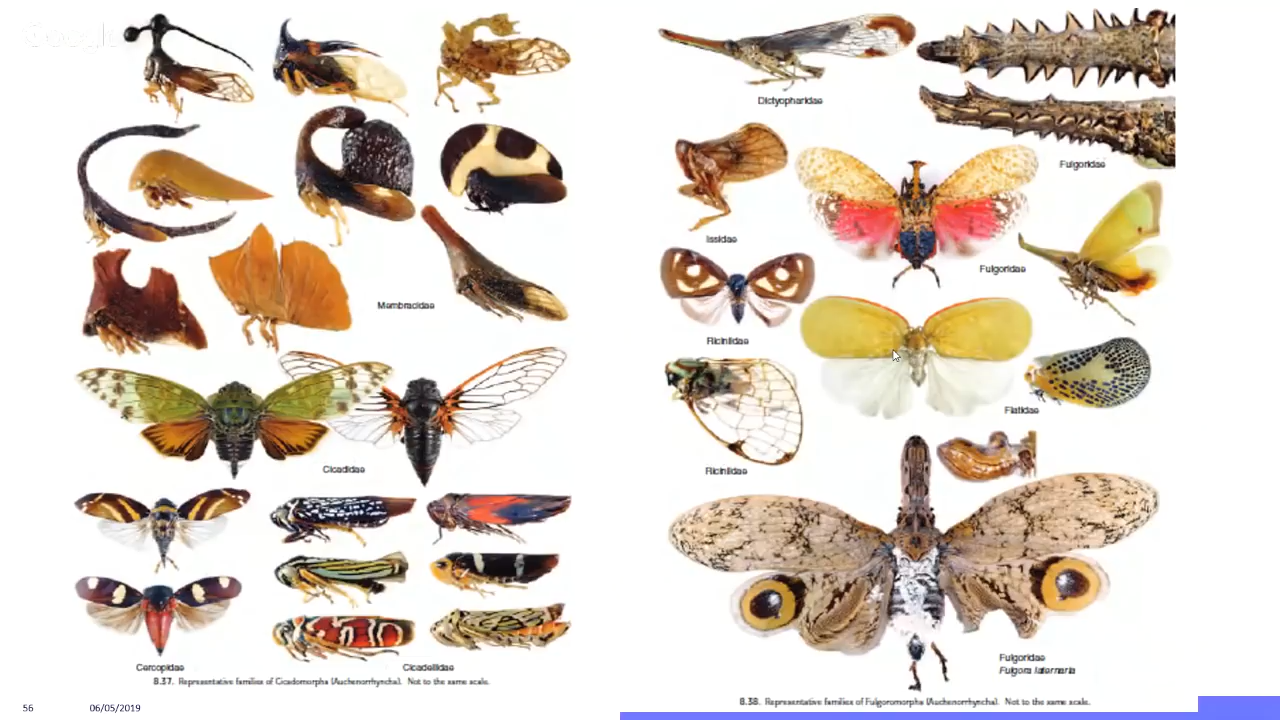 Membracidae
Cicadidae
Cercopidae
Cicadellidae
8.37. Representative families of Cicadomorpha (Auchenorrhyncha). Not to the same scale.
Dictyopharidae
Fulgoridae
Issidae
Fulgoridae
Riciniidae
Flatidae
Riciniidae
Fulgoridae
Fulgora laternaria
8.38. Representative families of Fulgoromorpha (Auchenorrhyncha). Not to the same scale.
56
06/05/2019